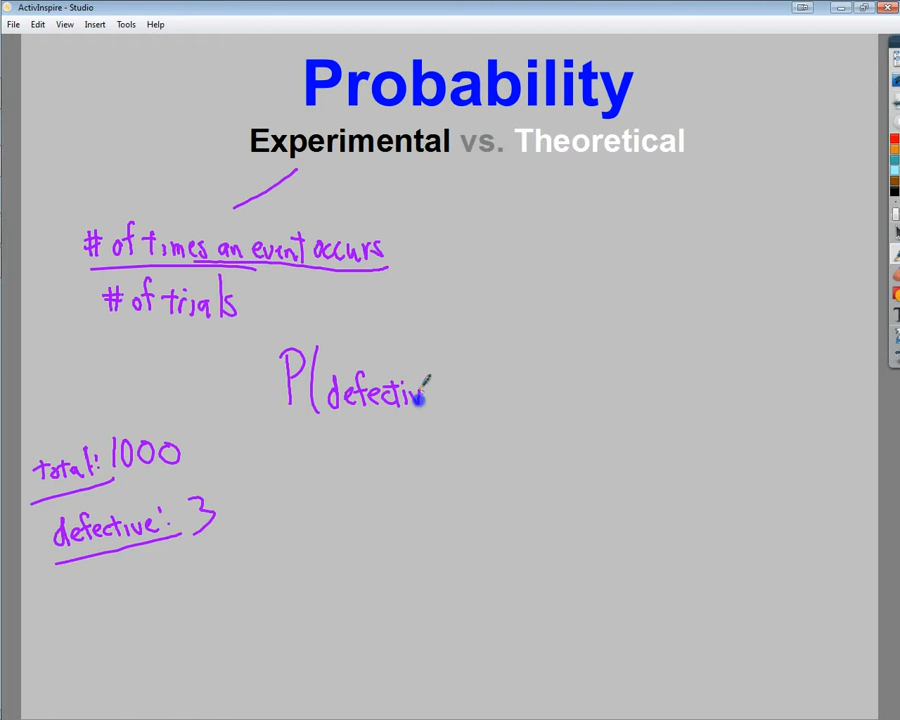 ActivInspire - Studio
File Edit View Insert Tools Help
Probability
Experimental vs. Theoretical
# of times an event occurs
# of trials
P(defectiv
total: 1000
defective: 3